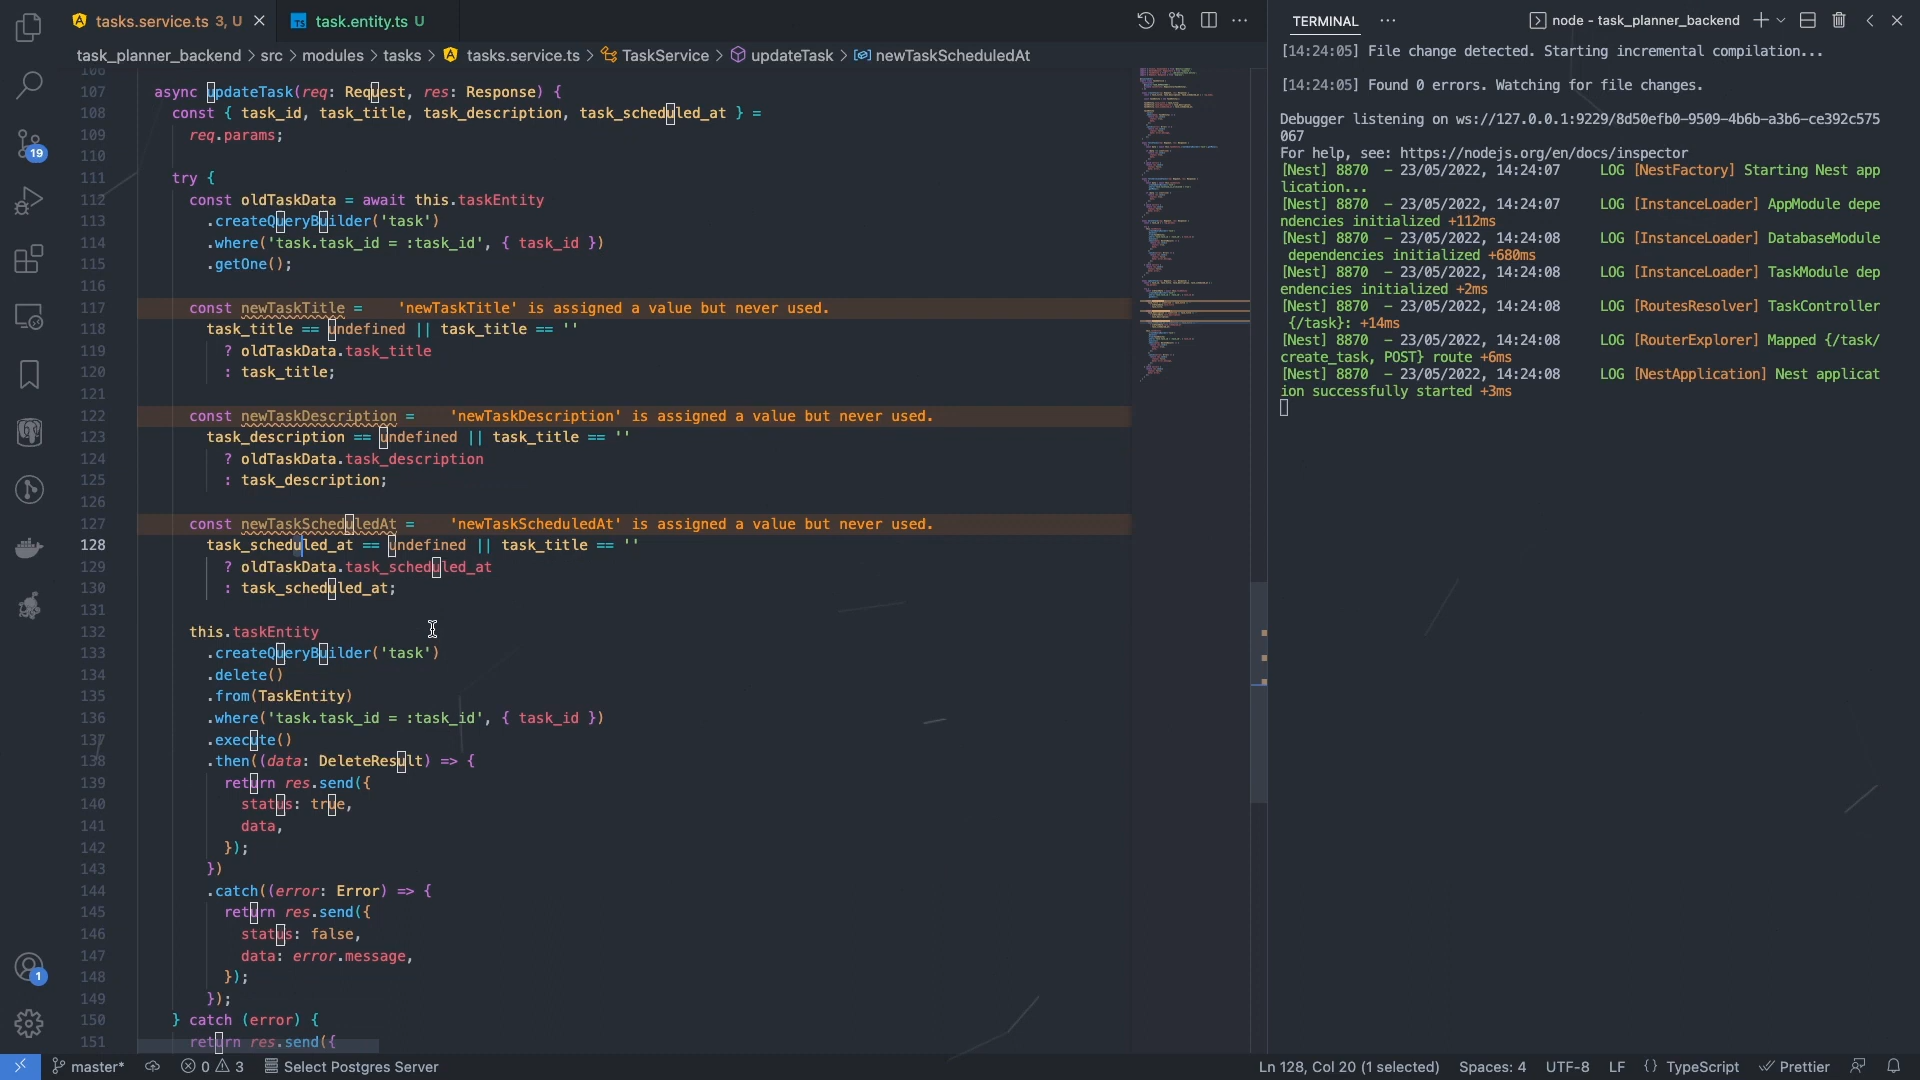 tasks.service.ts 3, U
task.entity.ts U
task_planner_backend > src > modules > tasks > tasks.service.ts > TaskService > updateTask > newTaskScheduledAt
106
107 async updateTask(req: Request, res: Response) {
108 const { task_id, task_title, task_description, task_scheduled_at } =
109 req.params;
110
111 try {
112 const oldTaskData = await this.taskEntity
113 .createQueryBuilder('task')
114 .where('task.task_id = :task_id', { task_id })
115 .getOne();
116
117 const newTaskTitle = 'newTaskTitle' is assigned a value but never used.
118 task_title == undefined || task_title == ''
119 ? oldTaskData.task_title
120 : task_title;
121
122 const newTaskDescription = 'newTaskDescription' is assigned a value but never used.
123 task_description == undefined || task_title == ''
124 ? oldTaskData.task_description
125 : task_description;
126
127 const newTaskScheduledAt = 'newTaskScheduledAt' is assigned a value but never used.
128 task_scheduled_at == undefined || task_title == ''
129 ? oldTaskData.task_scheduled_at
130 : task_scheduled_at;
131
132 this.taskEntity
133 .createQueryBuilder('task')
134 .delete()
135 .from(TaskEntity)
136 .where('task.task_id = :task_id', { task_id })
137 .execute()
138 .then((data: DeleteResult) => {
139 return res.send({
140 status: true,
141 data,
142 });
143 })
144 .catch((error: Error) => {
145 return res.send({
146 status: false,
147 data: error.message,
148 });
149 });
150 } catch (error) {
151 return res.send({
19
1
TERMINAL
node - task_planner_backend
[14:24:05] File change detected. Starting incremental compilation...
[14:24:05] Found 0 errors. Watching for file changes.
Debugger listening on ws://127.0.0.1:9229/8d50efb0-9509-4b6b-a3b6-ce392c575
067
For help, see: https://nodejs.org/en/docs/inspector
[Nest] 8870 - 23/05/2022, 14:24:07 LOG [NestFactory] Starting Nest app
lication...
[Nest] 8870 - 23/05/2022, 14:24:07 LOG [InstanceLoader] AppModule depe
ndencies initialized +112ms
[Nest] 8870 - 23/05/2022, 14:24:08 LOG [InstanceLoader] DatabaseModule
dependencies initialized +680ms
[Nest] 8870 - 23/05/2022, 14:24:08 LOG [InstanceLoader] TaskModule dep
endencies initialized +2ms
[Nest] 8870 - 23/05/2022, 14:24:08 LOG [RoutesResolver] TaskController
{/task}: +14ms
[Nest] 8870 - 23/05/2022, 14:24:08 LOG [RouterExplorer] Mapped {/task/
create_task, POST} route +6ms
[Nest] 8870 - 23/05/2022, 14:24:08 LOG [NestApplication] Nest applicat
ion successfully started +3ms
master* 0 3 Select Postgres Server Ln 128, Col 20 (1 selected) Spaces: 4 UTF-8 LF {} TypeScript Prettier